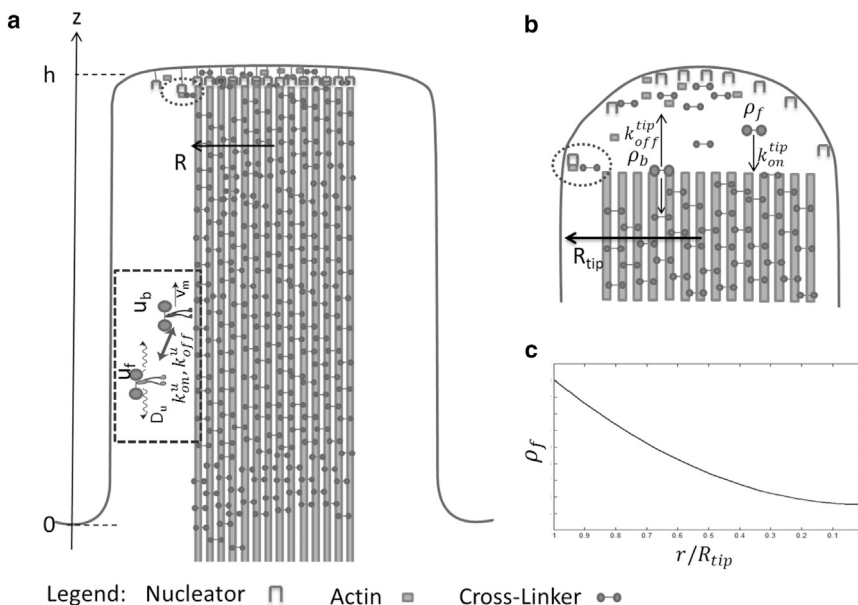 a
z
h
R
u_b
v_m
u_f
k_on^u, k_off^u
D_u
0
b
ρ_f
k_off^tip
ρ_b
k_on^tip
R_tip
c
ρ_f
1 0.9 0.8 0.7 0.6 0.5 0.4 0.3 0.2 0.1 0
r/R_tip
Legend: Nucleator Actin Cross-Linker